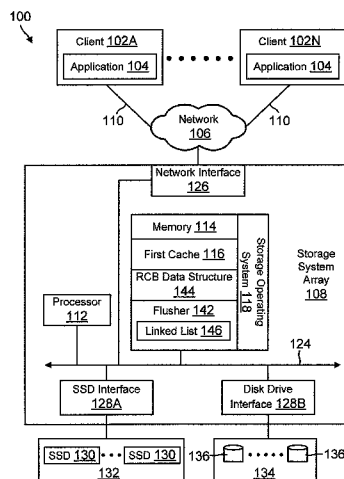 100
Client 102A
Application 104
Client 102N
Application 104
110
110
Network
106
Network Interface
126
Memory 114
First Cache 116
RCB Data Structure
144
Flusher 142
Linked List 146
Storage Operating
System 118
Storage
System
Array 108
Processor
112
124
SSD Interface
128A
Disk Drive
Interface 128B
SSD 130
SSD 130
132
136
136
134